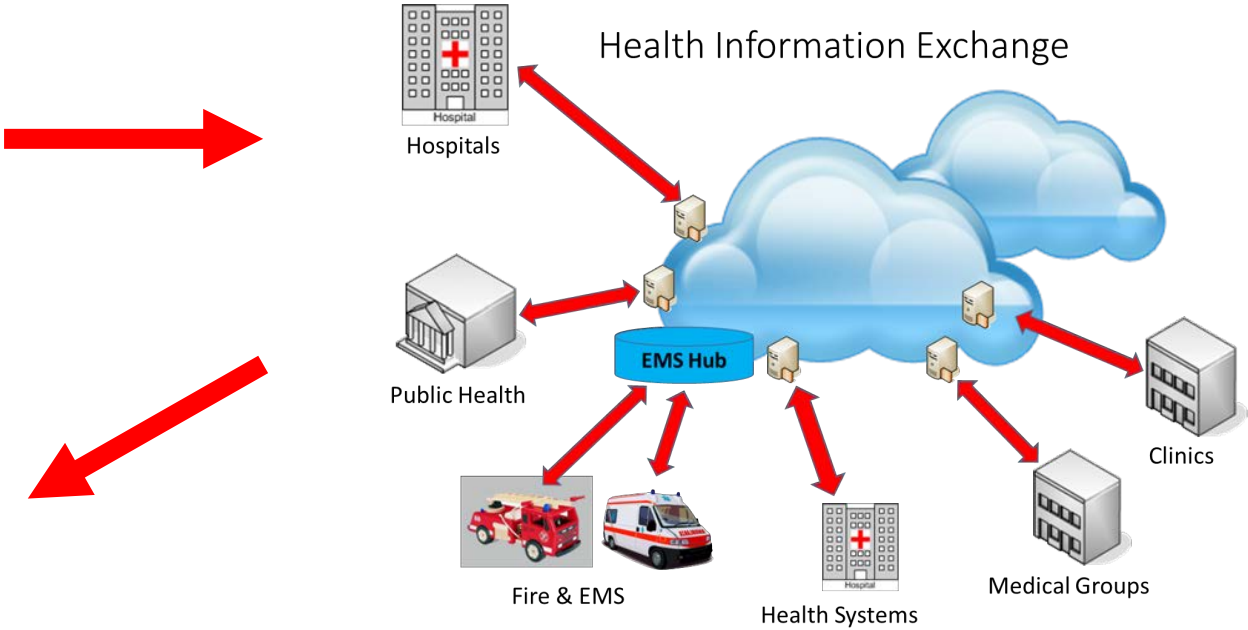 Health Information Exchange
Hospital
Hospitals
EMS Hub
Public Health
Clinics
Fire & EMS
Hospital
Health Systems
Medical Groups